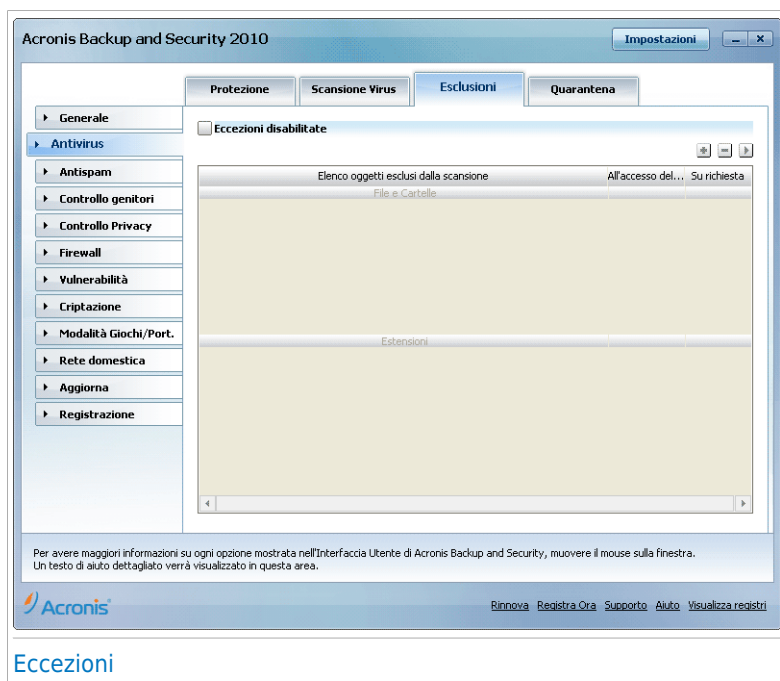 Acronis Backup and Security 2010
Impostazioni
Protezione
Scansione Virus
Esclusioni
Quarantena
Generale
Antivirus
Antispam
Controllo genitori
Controllo Privacy
Firewall
Vulnerabilità
Criptazione
Modalità Giochi/Port.
Rete domestica
Aggiorna
Registrazione
Eccezioni disabilitate
Elenco oggetti esclusi dalla scansione All'accesso del... Su richiesta
File e Cartelle
Estensioni
Per avere maggiori informazioni su ogni opzione mostrata nell'Interfaccia Utente di Acronis Backup and Security, muovere il mouse sulla finestra.
Un testo di aiuto dettagliato verrà visualizzato in questa area.
Acronis
Rinnova Registra Ora Supporto Aiuto Visualizza registri
Eccezioni